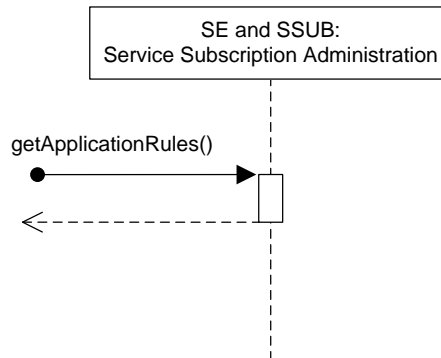 SE and SSUB:
Service Subscription Administration
getApplicationRules()